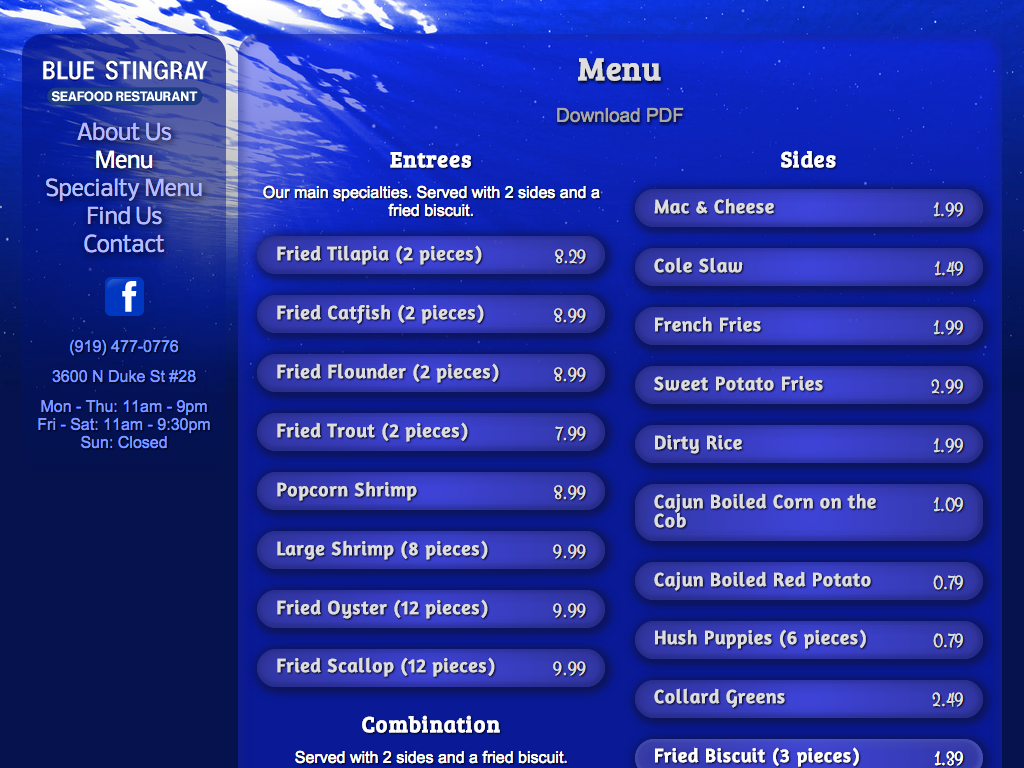 BLUE STINGRAY
SEAFOOD RESTAURANT
About Us
Menu
Specialty Menu
Find Us
Contact
f
(919) 477-0776
3600 N Duke St #28
Mon - Thu: 11am - 9pm
Fri - Sat: 11am - 9:30pm
Sun: Closed
Menu
Download PDF
Entrees
Our main specialties. Served with 2 sides and a
fried biscuit.
Fried Tilapia (2 pieces) 8.29
Fried Catfish (2 pieces) 8.99
Fried Flounder (2 pieces) 8.99
Fried Trout (2 pieces) 7.99
Popcorn Shrimp 8.99
Large Shrimp (8 pieces) 9.99
Fried Oyster (12 pieces) 9.99
Fried Scallop (12 pieces) 9.99
Combination
Served with 2 sides and a fried biscuit.
Sides
Mac & Cheese 1.99
Cole Slaw 1.49
French Fries 1.99
Sweet Potato Fries 2.99
Dirty Rice 1.99
Cajun Boiled Corn on the 1.09
Cob
Cajun Boiled Red Potato 0.79
Hush Puppies (6 pieces) 0.79
Collard Greens 2.49
Fried Biscuit (3 pieces) 1.89